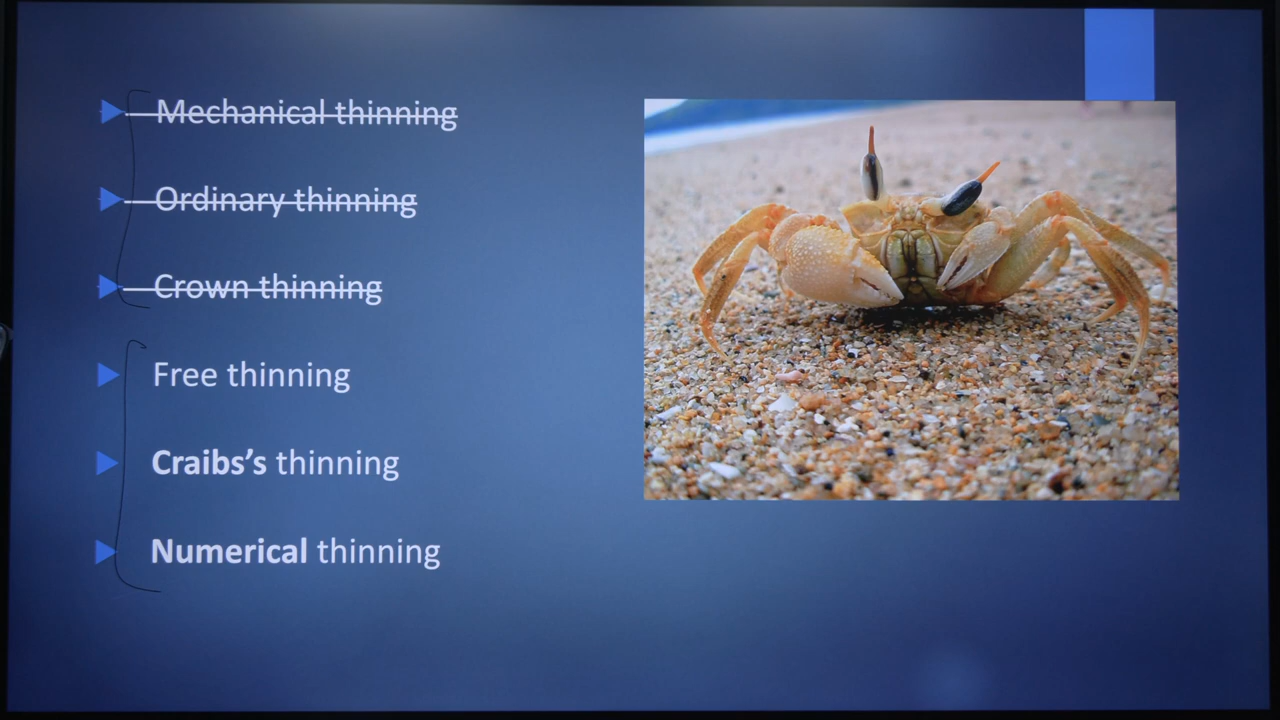 Mechanical thinning
Ordinary thinning
Crown thinning
Free thinning
Craibs's thinning
Numerical thinning